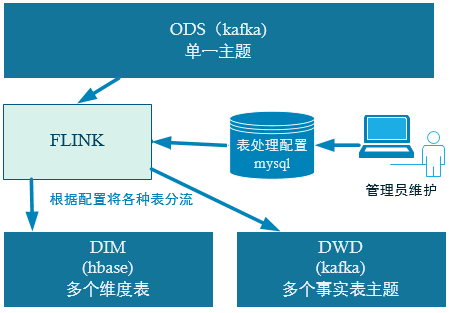 ODS（kafka）
单一主题
FLINK
表处理配置
mysql
管理员维护
根据配置将各种表分流
DIM
(hbase)
多个维度表
DWD
(kafka)
多个事实表主题